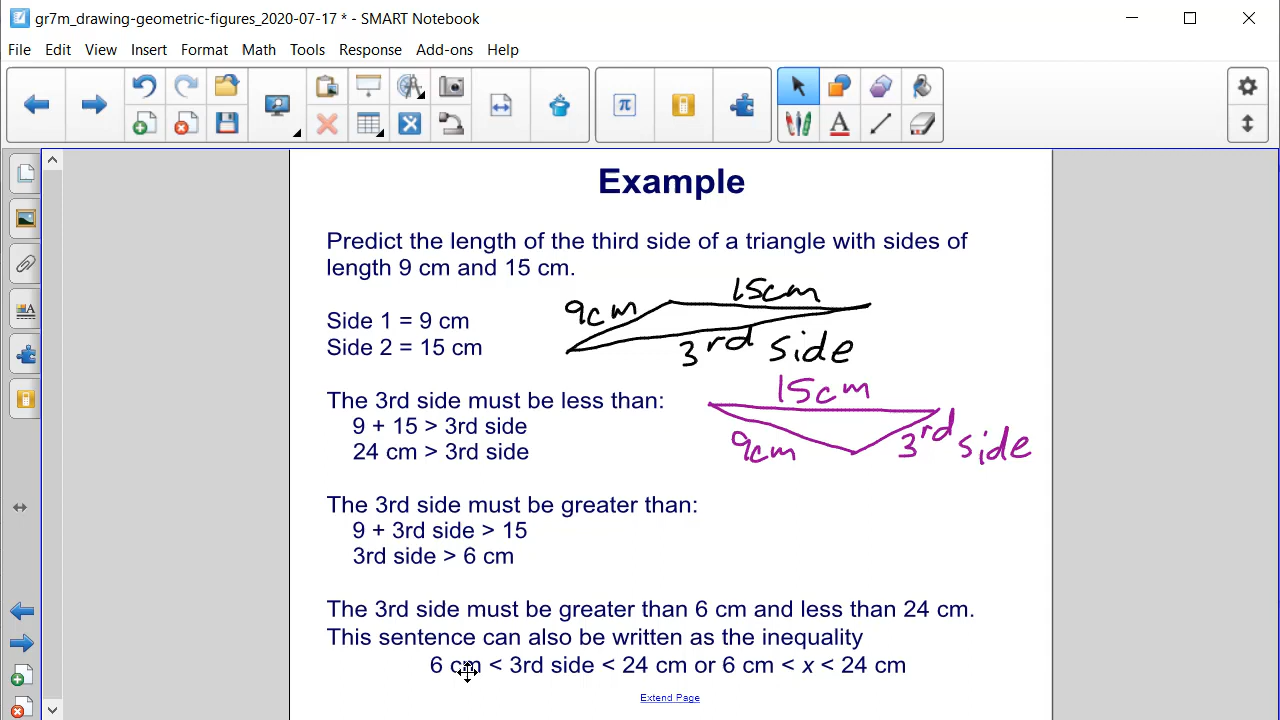 gr7m_drawing-geometric-figures_2020-07-17 * - SMART Notebook
File Edit View Insert Format Math Tools Response Add-ons Help
Example
Predict the length of the third side of a triangle with sides of
length 9 cm and 15 cm.
15cm
9cm
Side 1 = 9 cm
Side 2 = 15 cm
3rd side
15cm
The 3rd side must be less than:
9 + 15 > 3rd side
24 cm > 3rd side
9cm
3rd side
The 3rd side must be greater than:
9 + 3rd side > 15
3rd side > 6 cm
The 3rd side must be greater than 6 cm and less than 24 cm.
This sentence can also be written as the inequality
6 cm < 3rd side < 24 cm or 6 cm < x < 24 cm
Extend Page